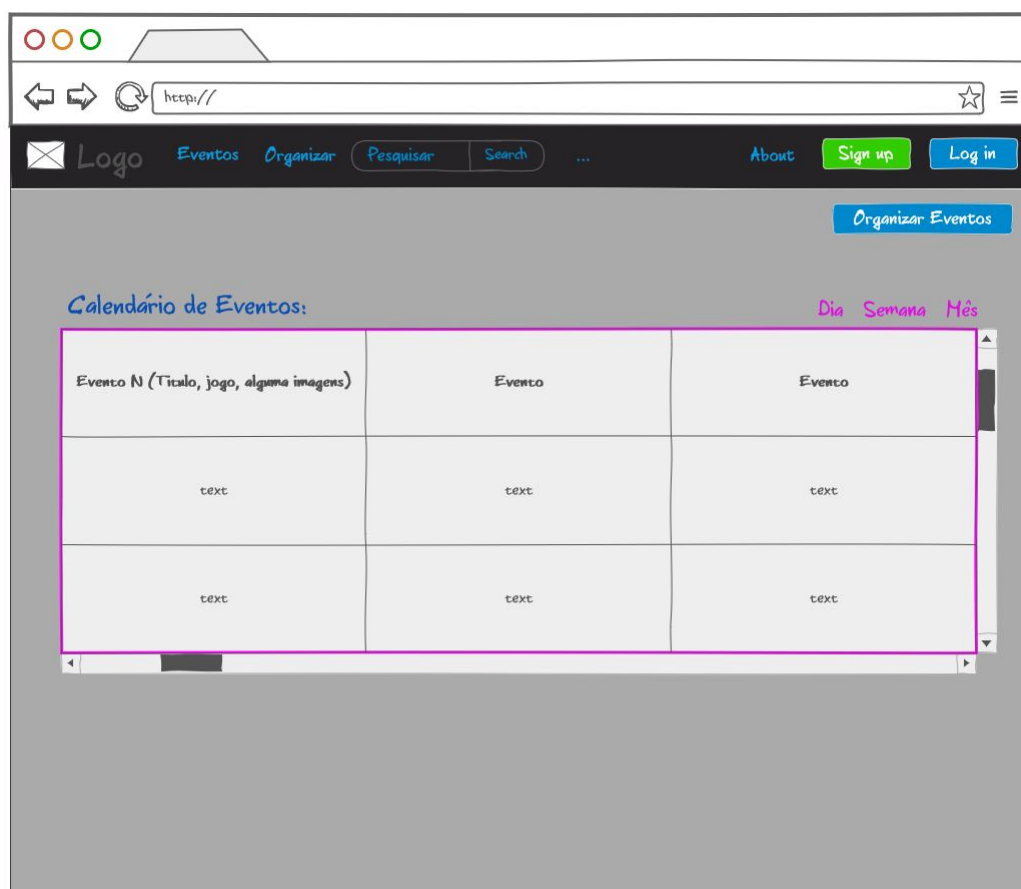 http://
Logo Eventos Organizar Pesquisar Search ... About Sign up Log in
Organizar Eventos
Calendário de Eventos: Dia Semana Mês
Evento N (Titulo, jogo, alguma imagens) Evento Evento
text text text
text text text